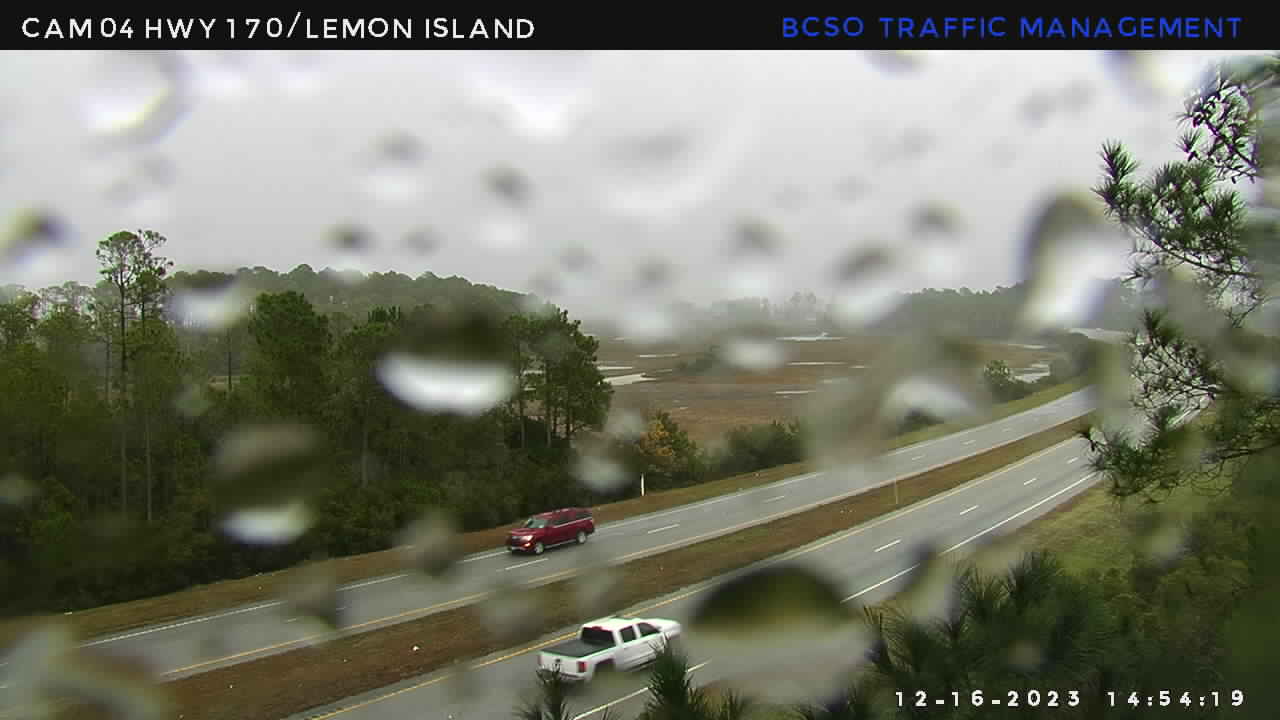 CAM04 HWY 170/LEMON ISLAND
BCSO TRAFFIC MANAGEMENT
12-16-2023 14:54:19